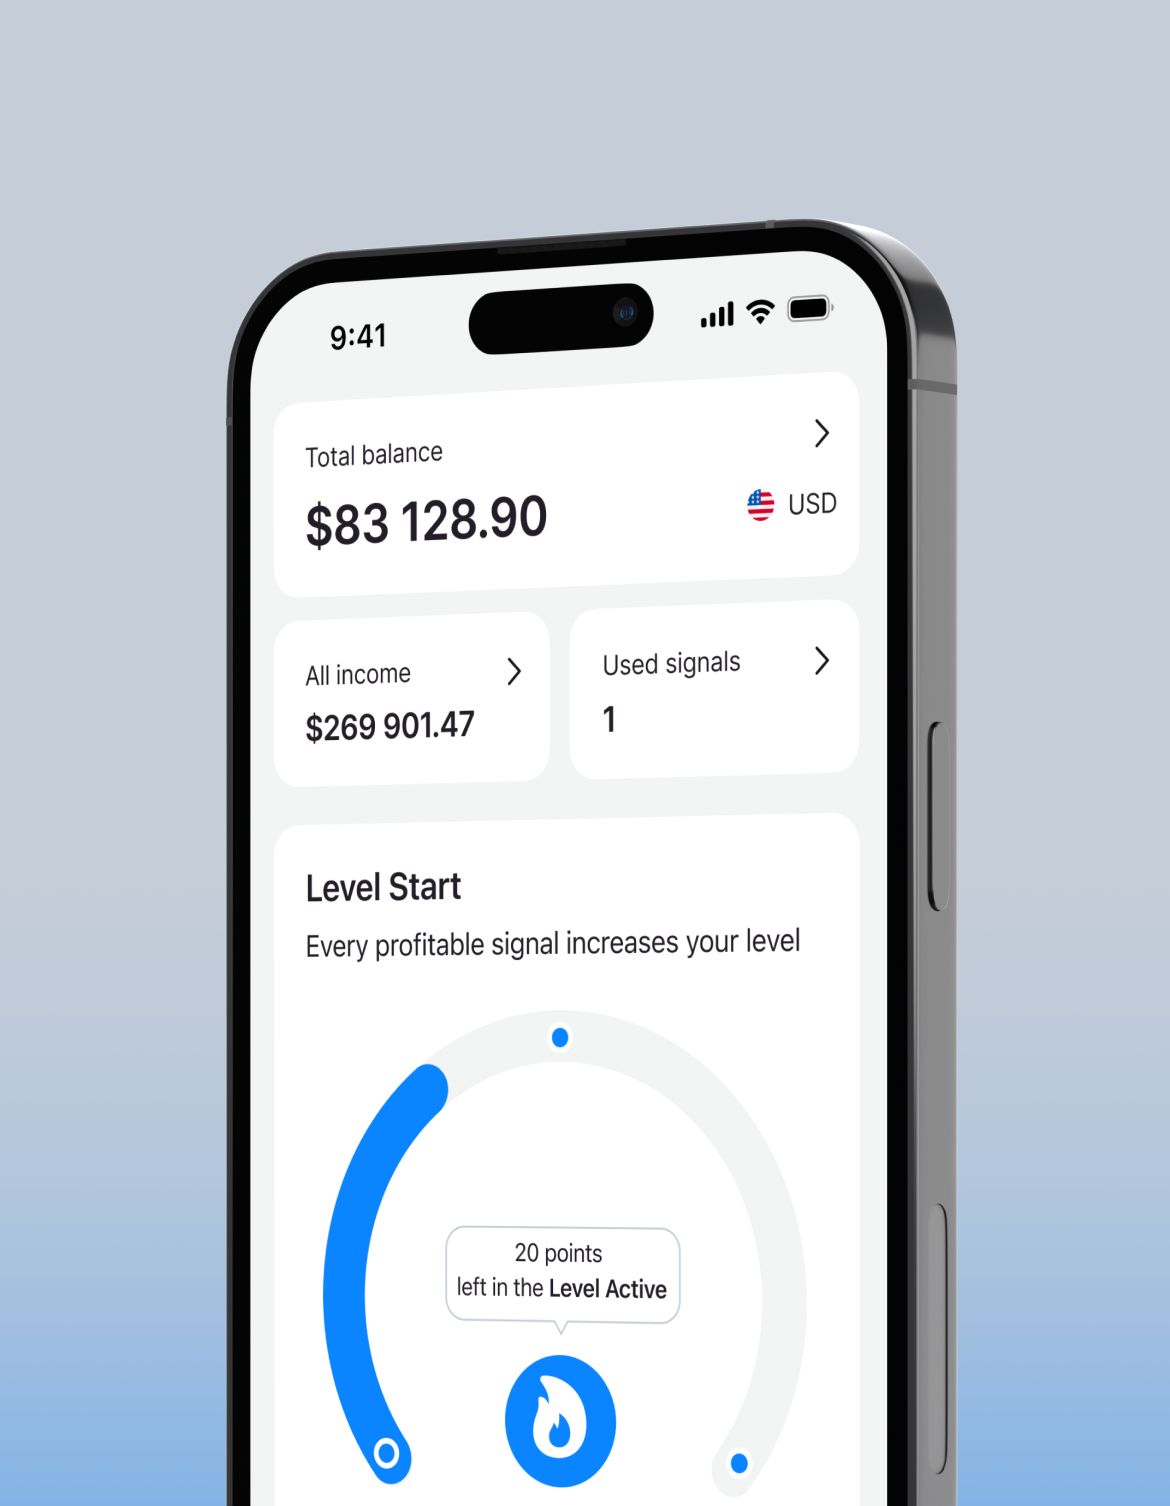 9:41
Total balance
$83 128.90
USD
All income
$269 901.47
Used signals
1
Level Start
Every profitable signal increases your level
20 points
left in the Level Active